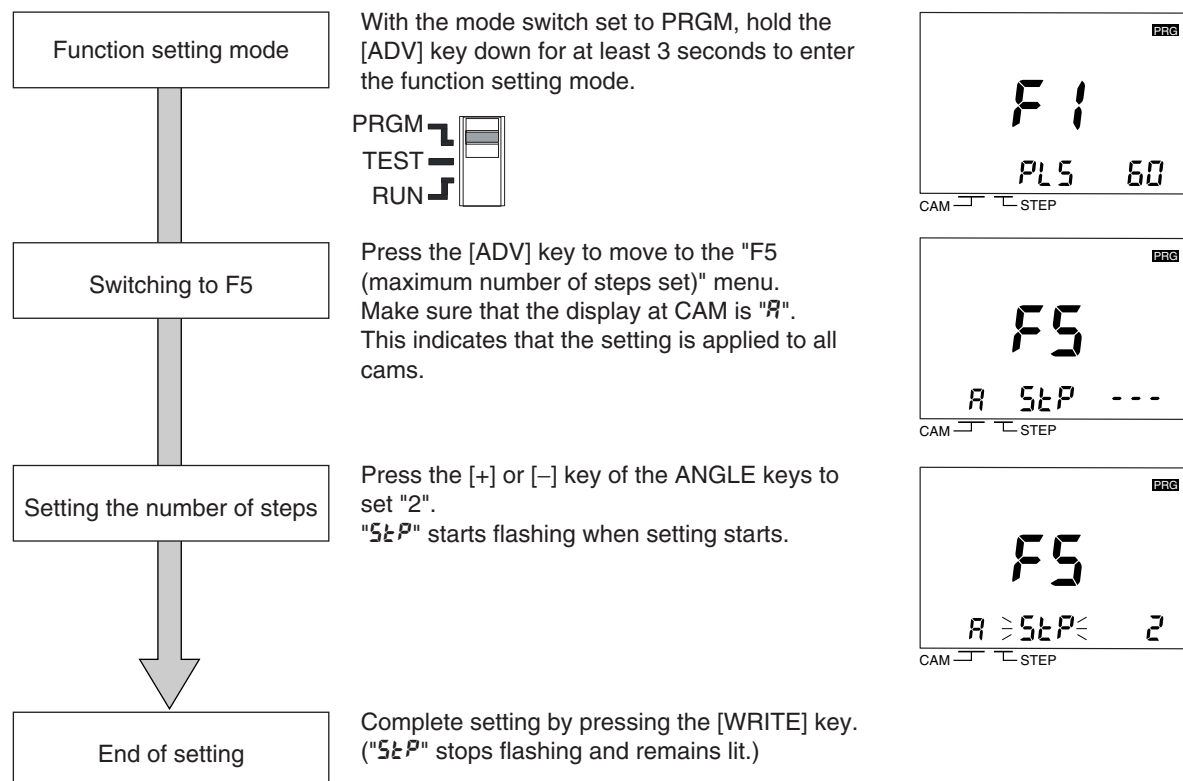 Function setting mode
With the mode switch set to PRGM, hold the
[ADV] key down for at least 3 seconds to enter
the function setting mode.
PRGM
TEST
RUN
PRG
F1
PLS 60
CAM STEP
Switching to F5
Press the [ADV] key to move to the "F5
(maximum number of steps set)" menu.
Make sure that the display at CAM is "A".
This indicates that the setting is applied to all
cams.
PRG
F5
A StP ---
CAM STEP
Setting the number of steps
Press the [+] or [−] key of the ANGLE keys to
set "2".
"StP" starts flashing when setting starts.
PRG
F5
A StP 2
CAM STEP
End of setting
Complete setting by pressing the [WRITE] key.
("StP" stops flashing and remains lit.)